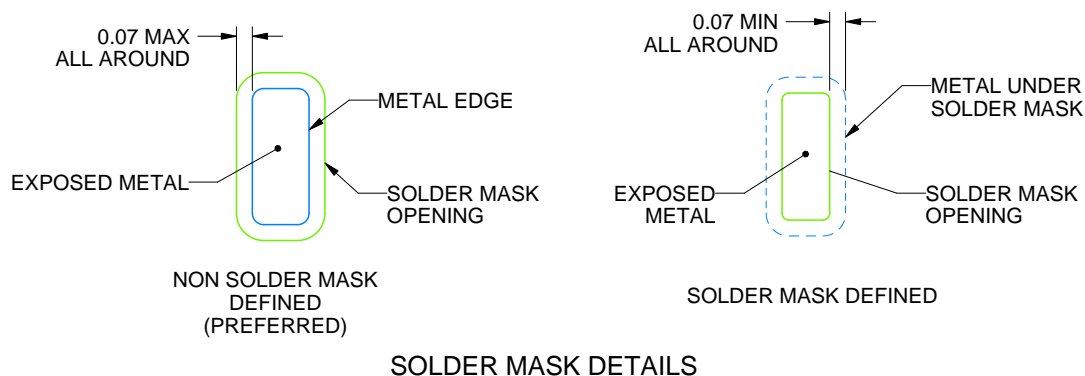 0.07 MAX
ALL AROUND
METAL EDGE
EXPOSED METAL
SOLDER MASK
OPENING
NON SOLDER MASK
DEFINED
(PREFERRED)
0.07 MIN
ALL AROUND
METAL UNDER
SOLDER MASK
EXPOSED
METAL
SOLDER MASK
OPENING
SOLDER MASK DEFINED
SOLDER MASK DETAILS